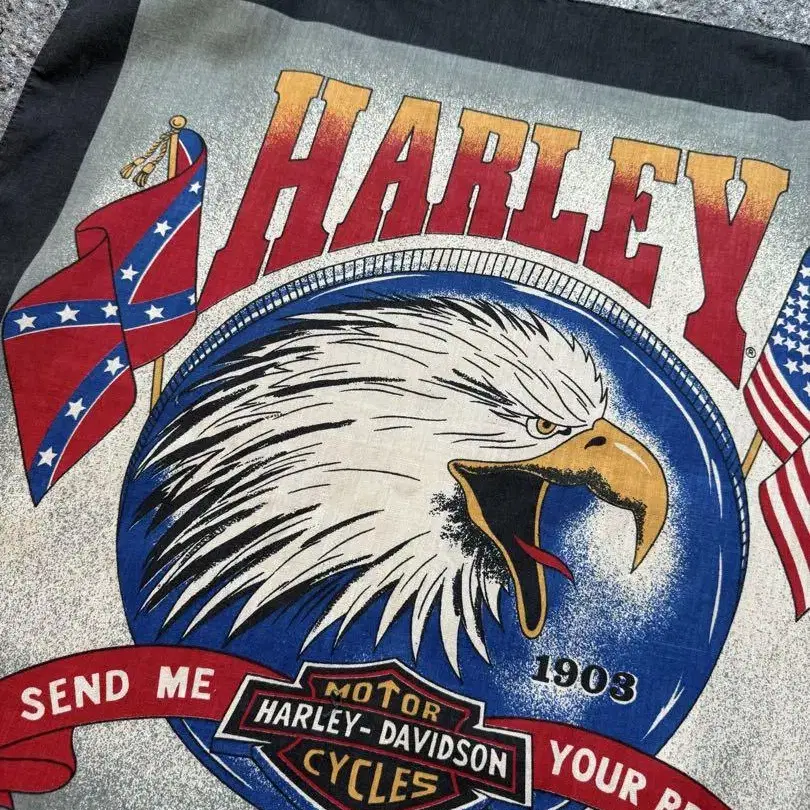 HARLEY
®
1903
SEND ME
MOTOR
HARLEY-DAVIDSON
CYCLES
YOUR